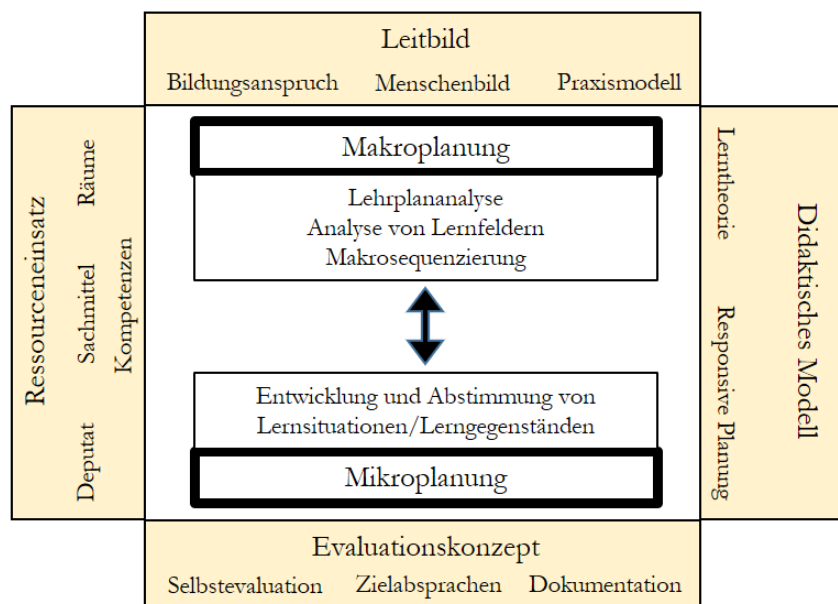 Leitbild
Bildungsanspruch Menschenbild Praxismodell
Ressourceneinsatz
Deputat Sachmittel Räume
Kompetenzen
Makroplanung
Lehrplananalyse
Analyse von Lernfeldern
Makrosequenzierung
Entwicklung und Abstimmung von
Lernsituationen/Lerngegenständen
Mikroplanung
Lerntheorie Responsive Planung
Didaktisches Modell
Evaluationskonzept
Selbstevaluation Zielabsprachen Dokumentation